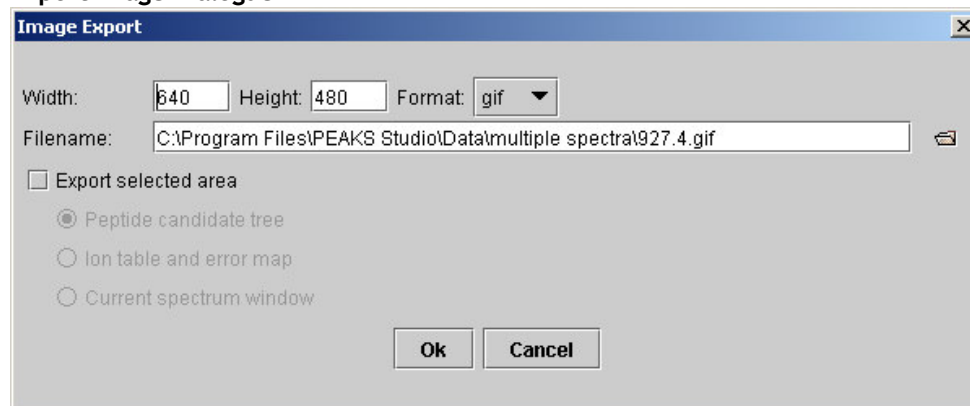 Image Export
Width: 640 Height: 480 Format: gif
Filename: C:\Program Files\PEAKS Studio\Data\multiple spectra\927.4.gif
Export selected area
Peptide candidate tree
Ion table and error map
Current spectrum window
Ok Cancel